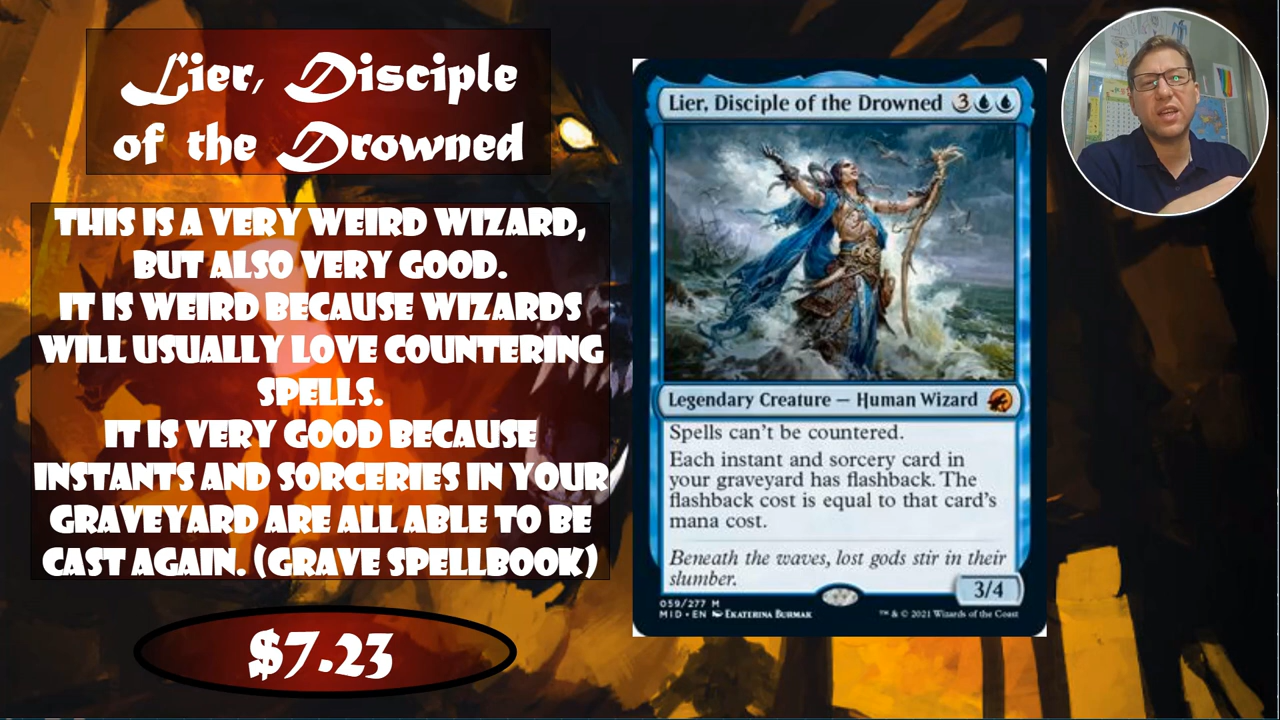 Lier, Disciple
of the Drowned
THIS IS A VERY WEIRD WIZARD,
BUT ALSO VERY GOOD.
IT IS WEIRD BECAUSE WIZARDS
WILL USUALLY LOVE COUNTERING
SPELLS.
IT IS VERY GOOD BECAUSE
INSTANTS AND SORCERIES IN YOUR
GRAVEYARD ARE ALL ABLE TO BE
CAST AGAIN. (GRAVE SPELLBOOK)
$7.23
Lier, Disciple of the Drowned 3
Legendary Creature — Human Wizard
Spells can't be countered.
Each instant and sorcery card in
your graveyard has flashback. The
flashback cost is equal to that card's
mana cost.
Beneath the waves, lost gods stir in their
slumber.
3/4
059/277 M
MID • EN EKATERINA BURMAK
™ & © 2021 Wizards of the Coast